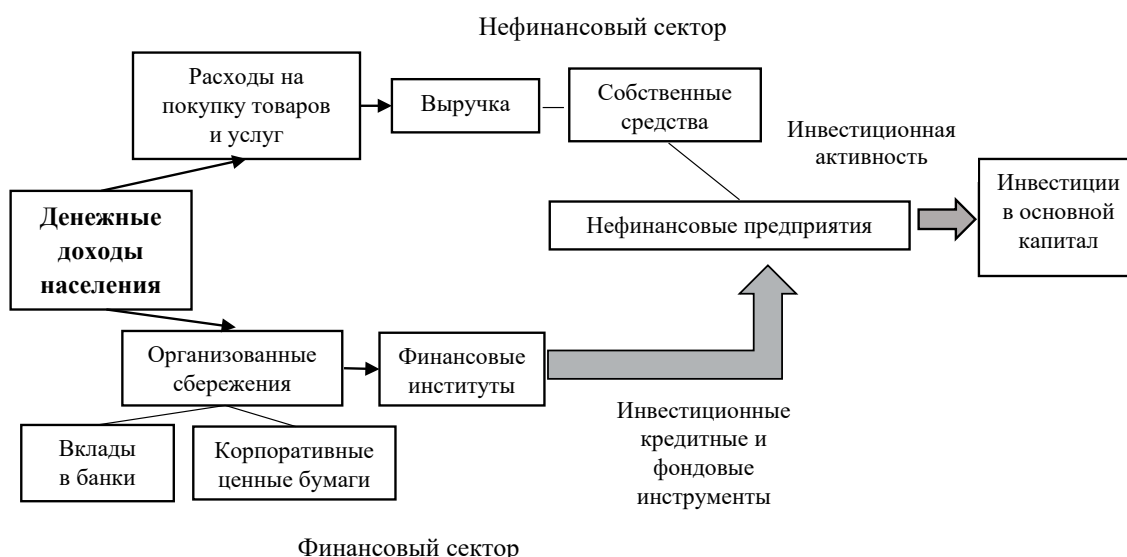 Нефинансовый сектор
Расходы на
покупку товаров
и услуг
Выручка
Собственные
средства
Инвестиционная
активность
Инвестиции
в основной
капитал
Денежные
доходы
населения
Нефинансовые предприятия
Организованные
сбережения
Финансовые
институты
Вклады
в банки
Корпоративные
ценные бумаги
Инвестиционные
кредитные и
фондовые
инструменты
Финансовый сектор